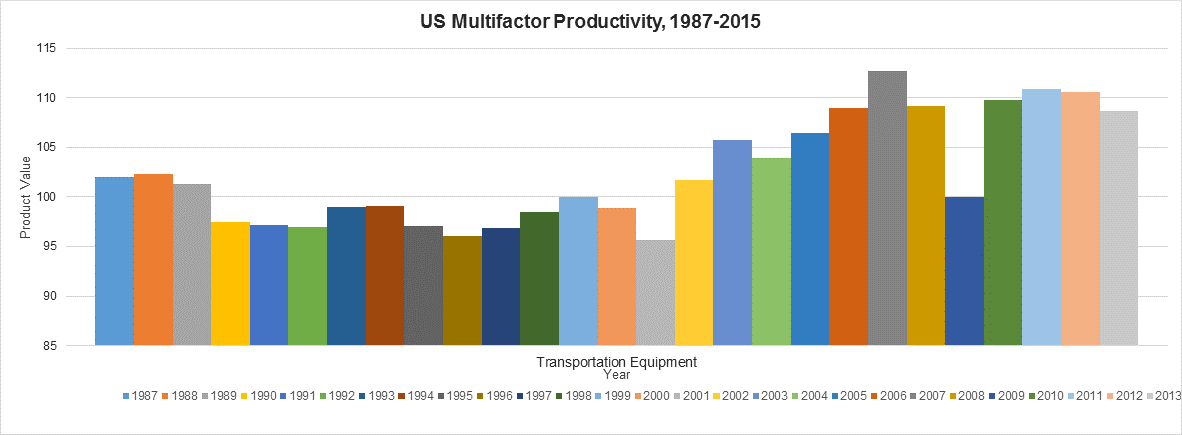 US Multifactor Productivity, 1987-2015
115
110
105
100
95
90
85
Product Value
Transportation Equipment
Year
1987 1988 1989 1990 1991 1992 1993 1994 1995 1996 1997 1998 1999 2000 2001 2002 2003 2004 2005 2006 2007 2008 2009 2010 2011 2012 2013